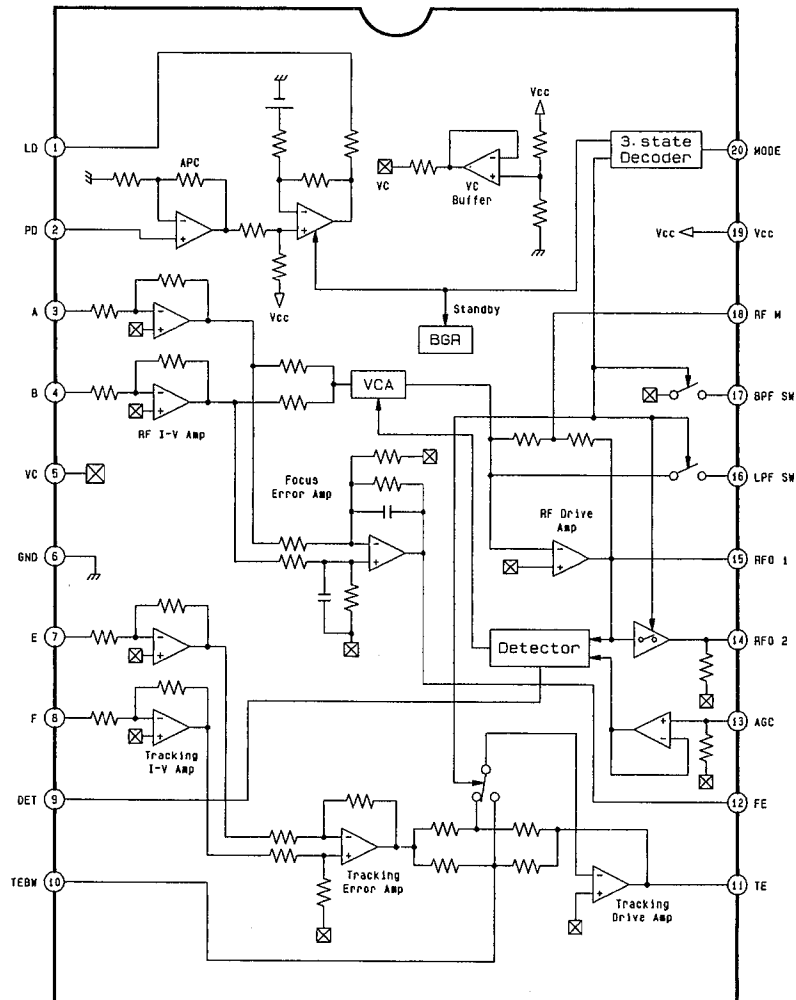 Vcc
LD 1
APC
VC
VC
Buffer
3. state
Decoder
20 MODE
PD 2
Vcc 19 Vcc
A 3
Vcc
Standby
BGR
18 RF M
B 4
RF I-V Amp
VCA
17 BPF SW
VC 5
Focus
Error Amp
16 LPF SW
GND 6
RF Drive
Amp
15 RFO 1
E 7
Detector
14 RFO 2
F 8
Tracking
I-V Amp
13 AGC
DET 9
12 FE
Tracking
Error Amp
TEBW 10
11 TE
Tracking
Drive Amp